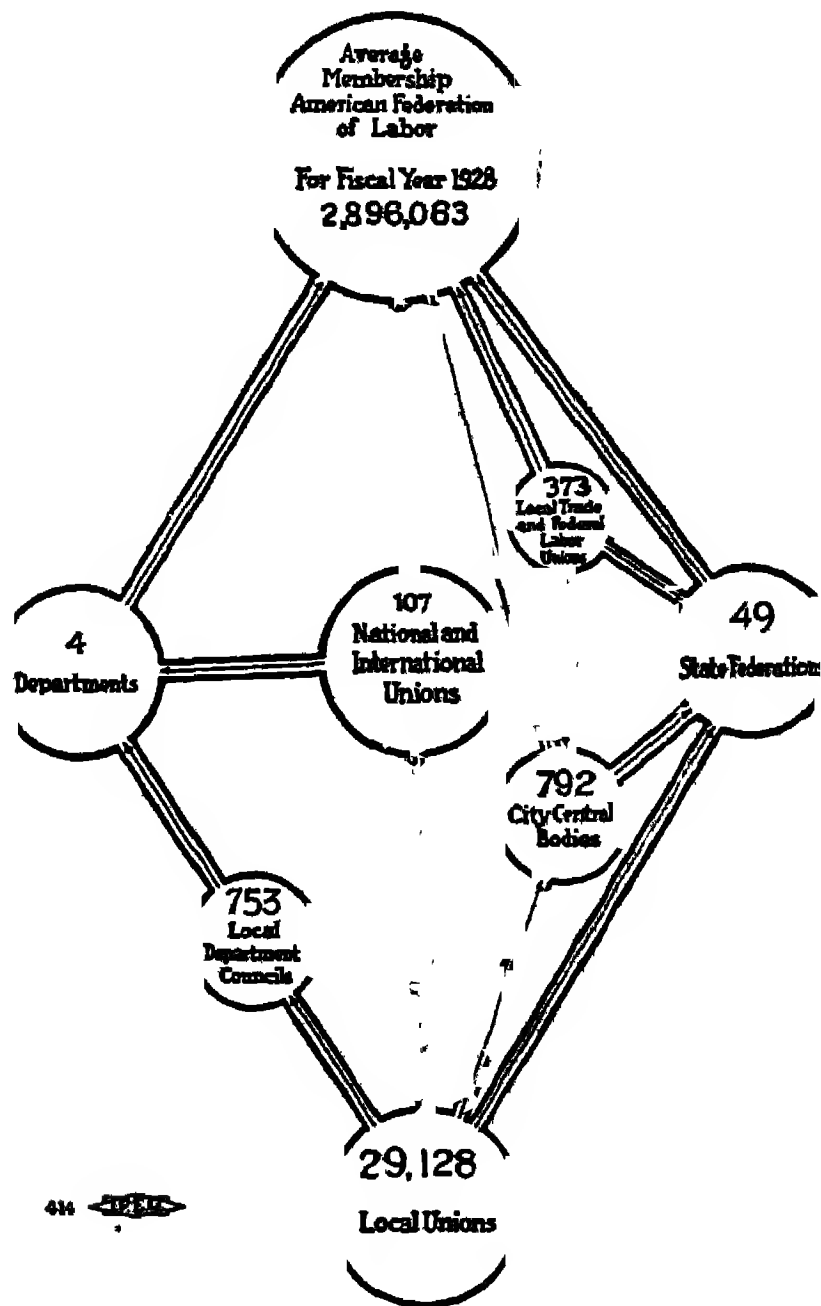 Average
Membership
American Federation
of Labor
For Fiscal Year 1928
2,896,063
373
Local Trade
and Federal
Labor
Unions
4
Departments
107
National and
International
Unions
49
State Federations
792
City Central
Bodies
753
Local
Department
Councils
29,128
Local Unions
414